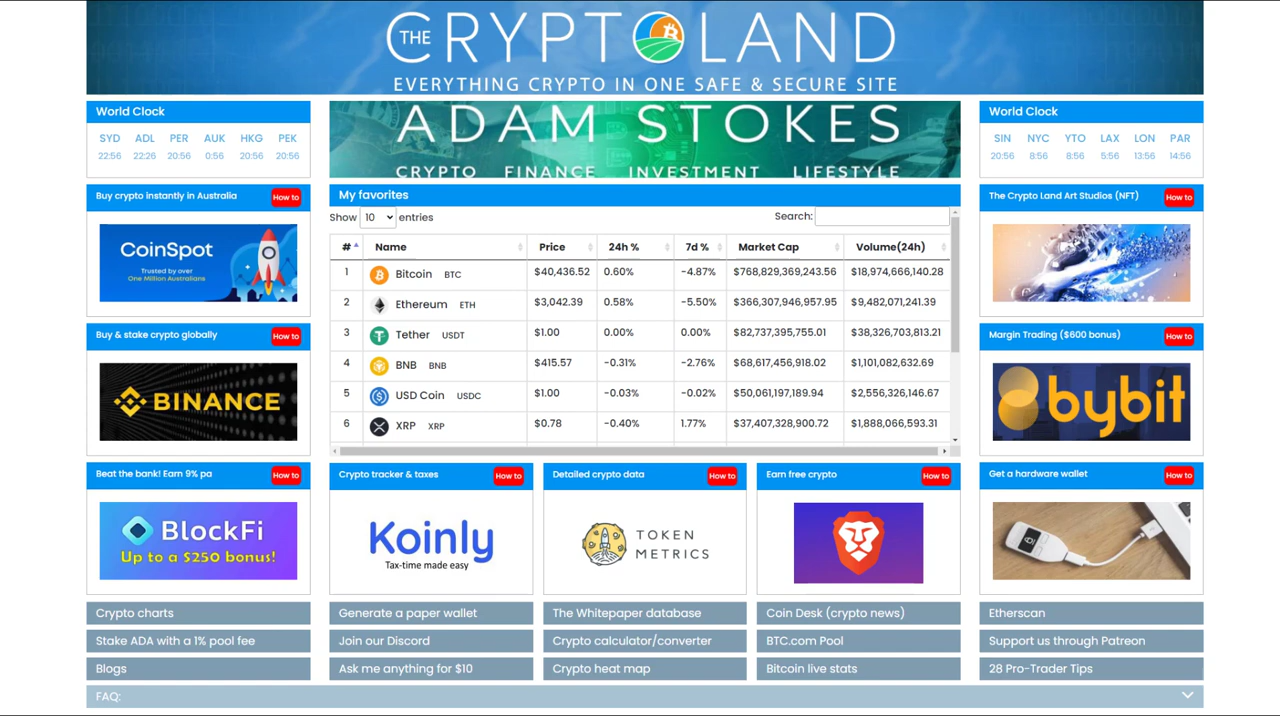 THE CRYPTOLAND
EVERYTHING CRYPTO IN ONE SAFE & SECURE SITE
World Clock
SYD ADL PER AUK HKG PEK
22:56 22:26 20:56 0:56 20:56 20:56
ADAM STOKES
CRYPTO FINANCE INVESTMENT LIFESTYLE
World Clock
SIN NYC YTO LAX LON PAR
20:56 8:56 8:56 5:56 13:56 14:56
Buy crypto instantly in Australia How to
CoinSpot
Trusted by over
One Million Australians
My favorites
Show 10 entries Search:
# Name Price 24h % 7d % Market Cap Volume(24h)
1 Bitcoin BTC $40,436.52 0.60% -4.87% $768,829,369,243.56 $18,974,666,140.28
2 Ethereum ETH $3,042.39 0.58% -5.50% $366,307,946,957.95 $9,482,071,241.39
3 Tether USDT $1.00 0.00% 0.00% $82,737,395,755.01 $38,326,703,813.21
4 BNB BNB $415.57 -0.31% -2.76% $68,617,456,918.02 $1,101,082,632.69
5 USD Coin USDC $1.00 -0.03% -0.02% $50,061,197,189.94 $2,556,326,146.67
6 XRP XRP $0.78 -0.40% 1.77% $37,407,328,900.72 $1,888,066,593.31
The Crypto Land Art Studios (NFT) How to
Buy & stake crypto globally How to
BINANCE
Margin Trading ($600 bonus) How to
bybit
Beat the bank! Earn 9% pa How to
BlockFi
Up to a $250 bonus!
Crypto tracker & taxes How to
Koinly
Tax-time made easy
Detailed crypto data How to
TOKEN
METRICS
Earn free crypto How to
Get a hardware wallet How to
Crypto charts Generate a paper wallet The Whitepaper database Coin Desk (crypto news) Etherscan
Stake ADA with a 1% pool fee Join our Discord Crypto calculator/converter BTC.com Pool Support us through Patreon
Blogs Ask me anything for $10 Crypto heat map Bitcoin live stats 28 Pro-Trader Tips
FAQ: